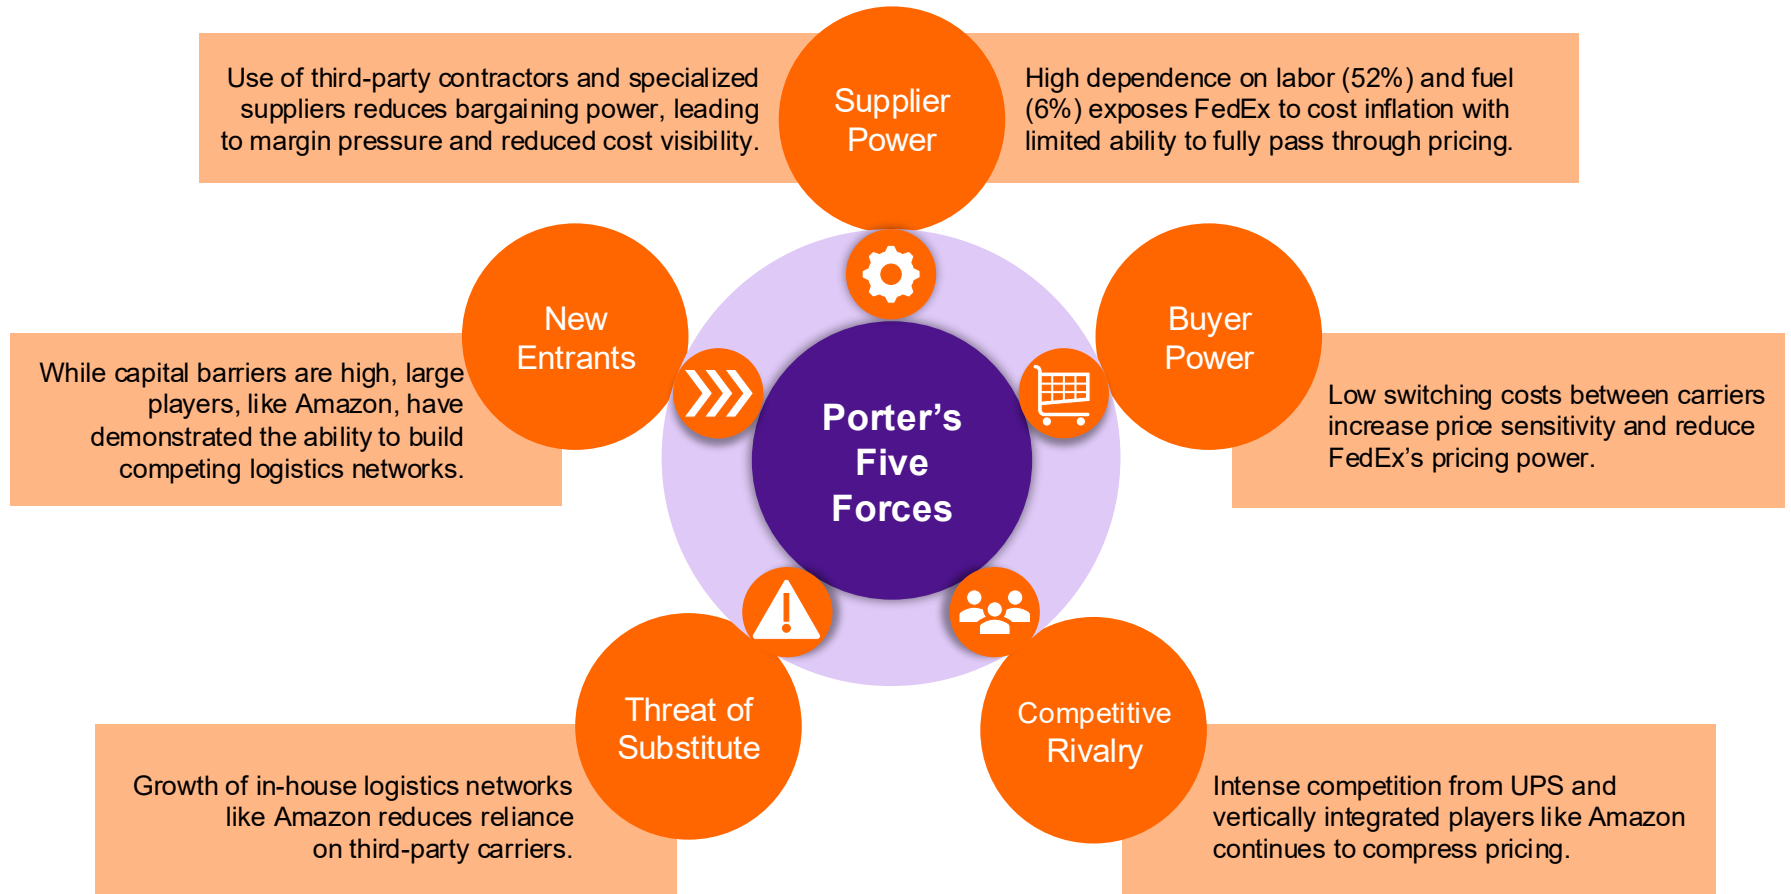 Use of third-party contractors and specialized
suppliers reduces bargaining power, leading
to margin pressure and reduced cost visibility.
Supplier
Power
High dependence on labor (52%) and fuel
(6%) exposes FedEx to cost inflation with
limited ability to fully pass through pricing.
New
Entrants
While capital barriers are high, large
players, like Amazon, have
demonstrated the ability to build
competing logistics networks.
Porter’s
Five
Forces
Buyer
Power
Low switching costs between carriers
increase price sensitivity and reduce
FedEx’s pricing power.
Threat of
Substitute
Growth of in-house logistics networks
like Amazon reduces reliance
on third-party carriers.
Competitive
Rivalry
Intense competition from UPS and
vertically integrated players like Amazon
continues to compress pricing.